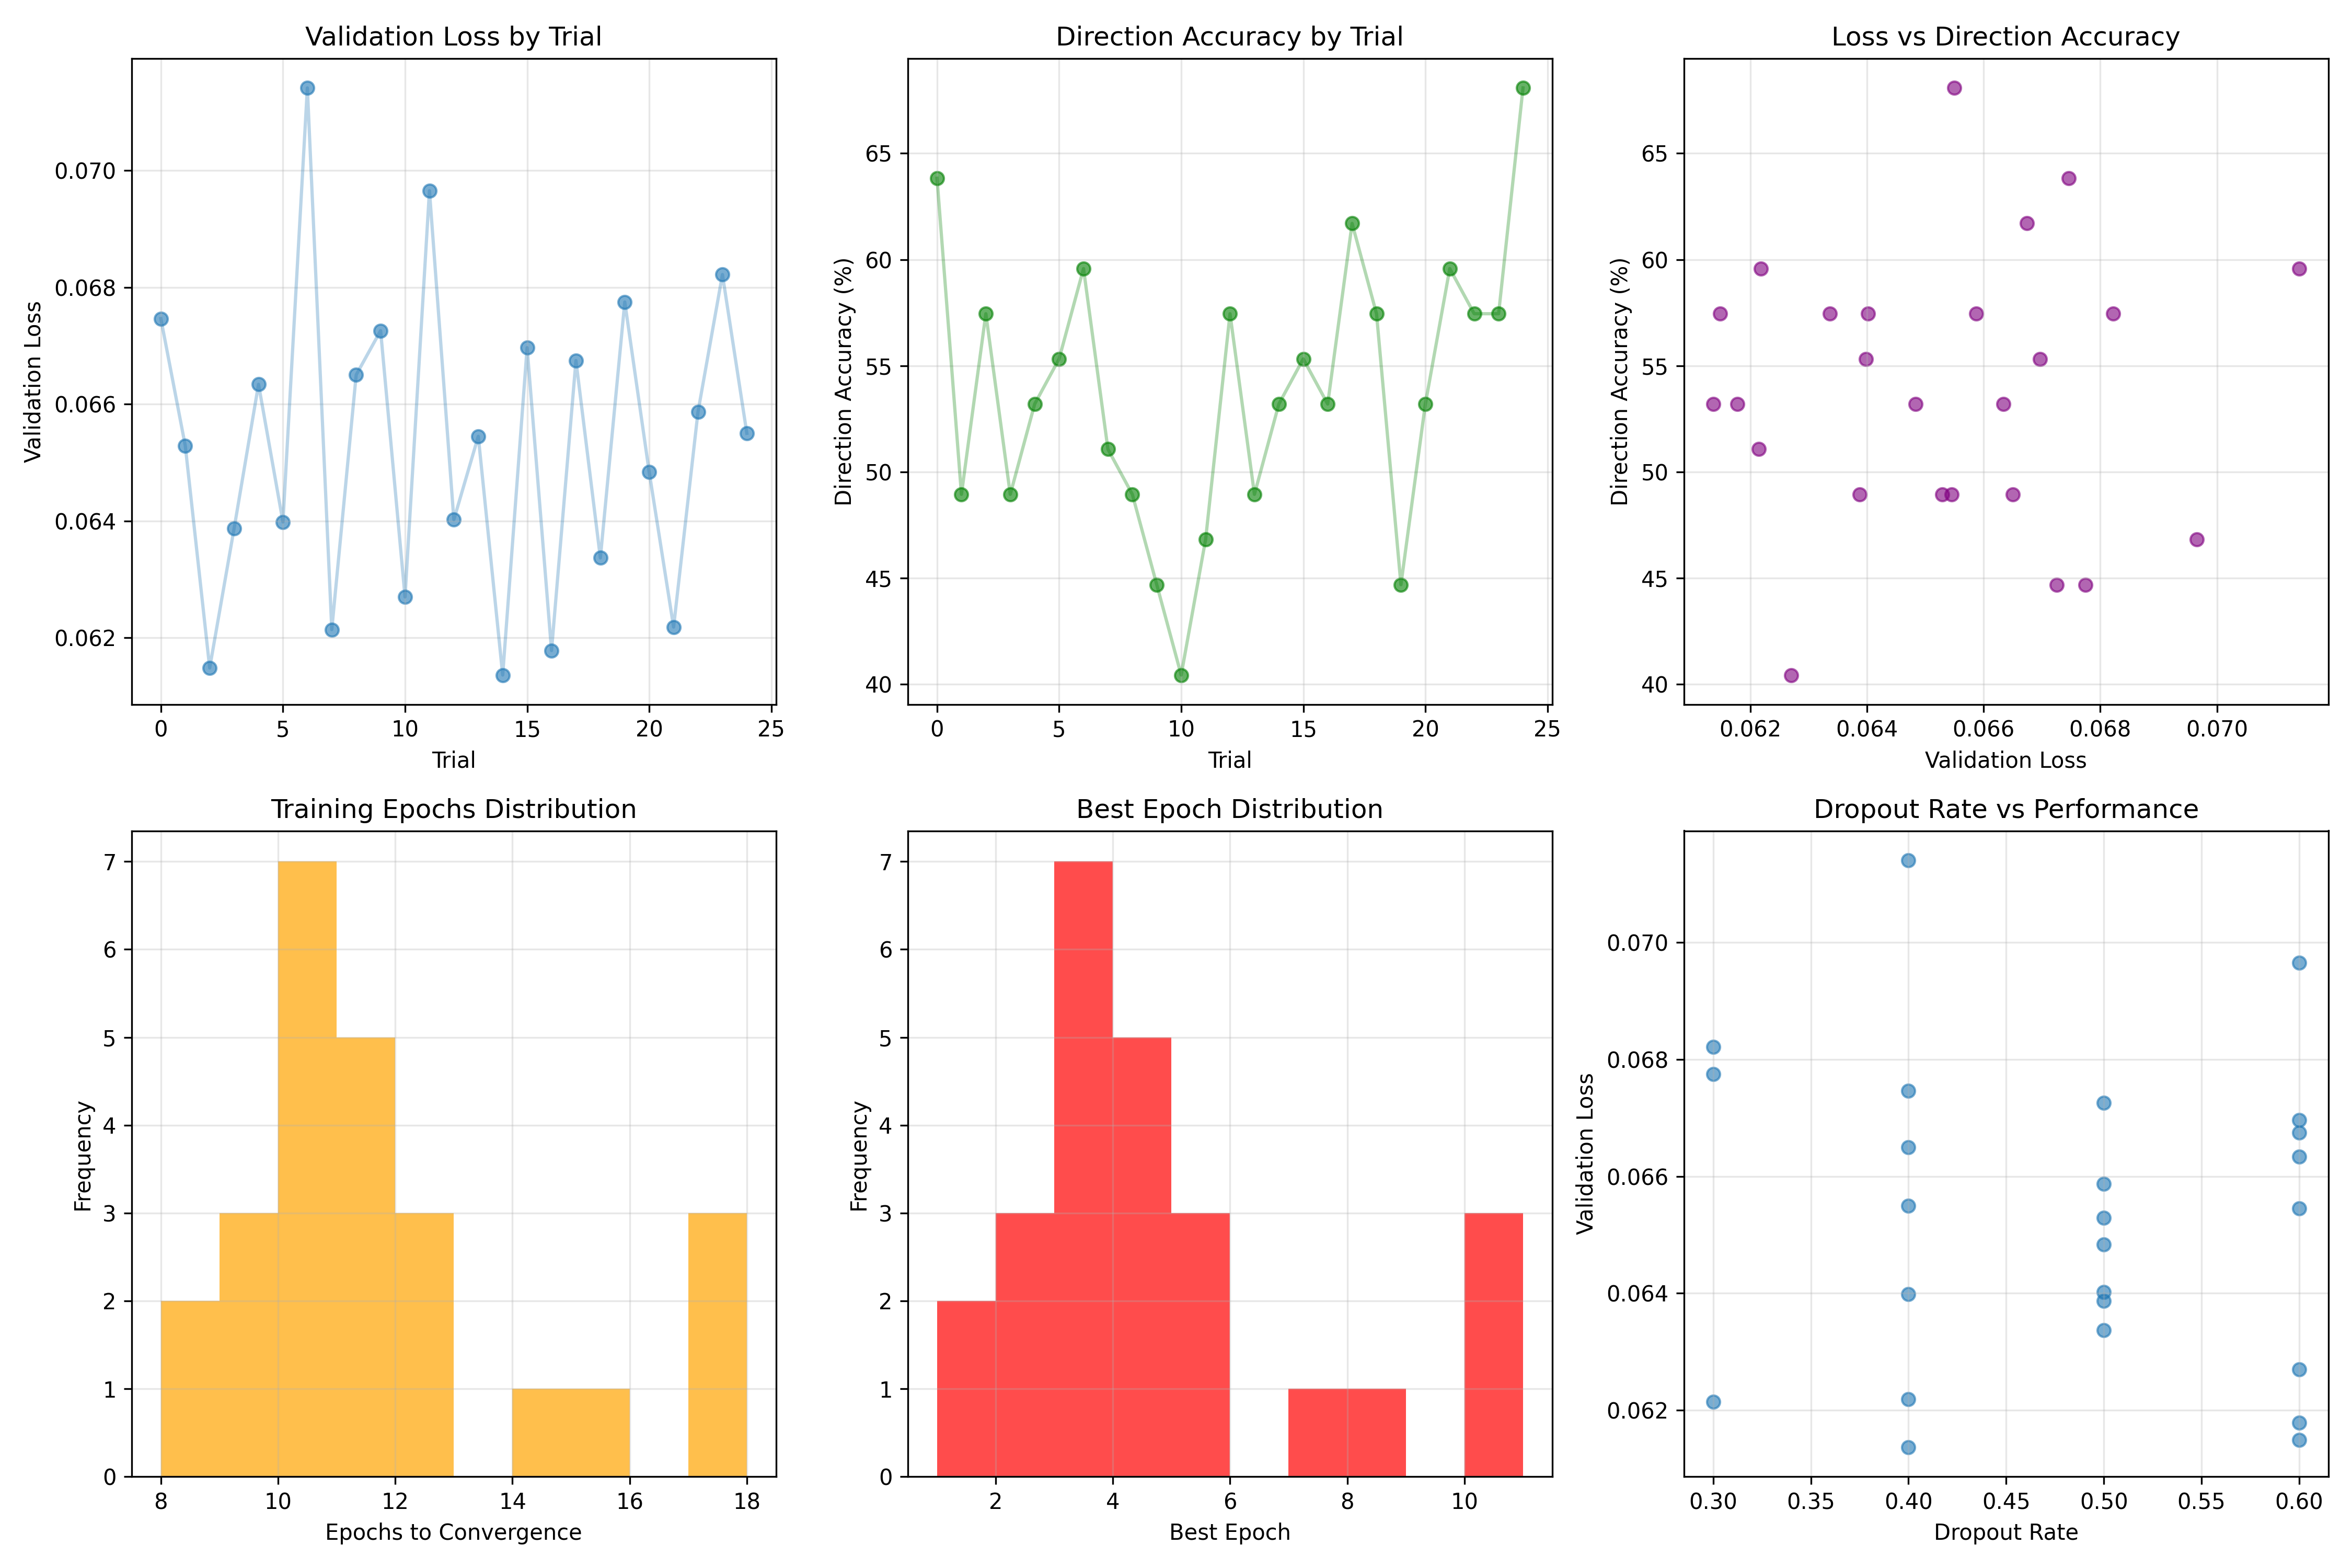 Validation Loss by Trial
Validation Loss
0.070
0.068
0.066
0.064
0.062
0 5 10 15 20 25
Trial
Direction Accuracy by Trial
Direction Accuracy (%)
65
60
55
50
45
40
0 5 10 15 20 25
Trial
Loss vs Direction Accuracy
Direction Accuracy (%)
65
60
55
50
45
40
0.062 0.064 0.066 0.068 0.070
Validation Loss
Training Epochs Distribution
Frequency
7
6
5
4
3
2
1
0
8 10 12 14 16 18
Epochs to Convergence
Best Epoch Distribution
Frequency
7
6
5
4
3
2
1
0
2 4 6 8 10
Best Epoch
Dropout Rate vs Performance
Validation Loss
0.070
0.068
0.066
0.064
0.062
0.30 0.35 0.40 0.45 0.50 0.55 0.60
Dropout Rate